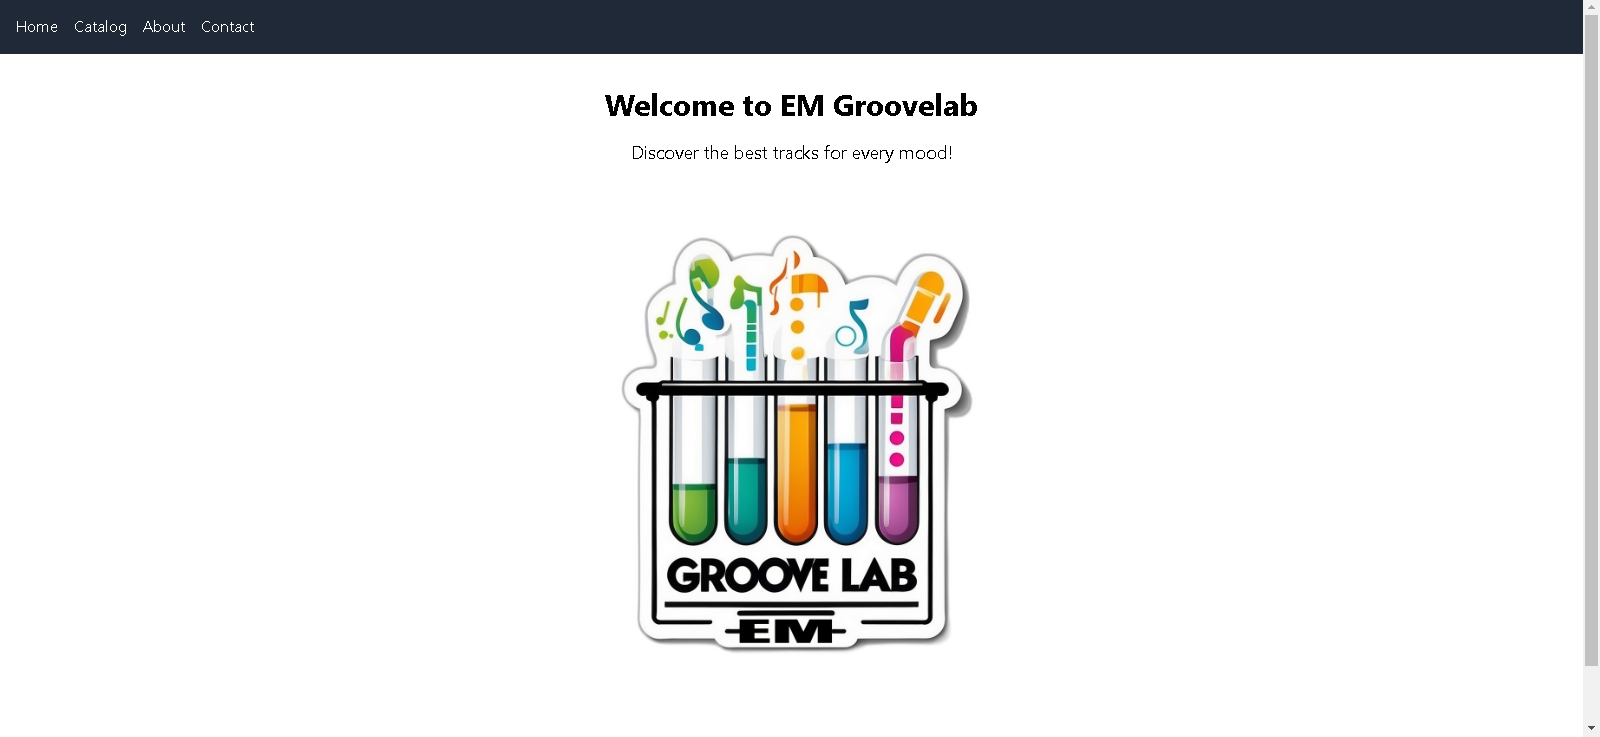 Home Catalog About Contact
Welcome to EM Groovelab
Discover the best tracks for every mood!
GROOVE LAB
EM